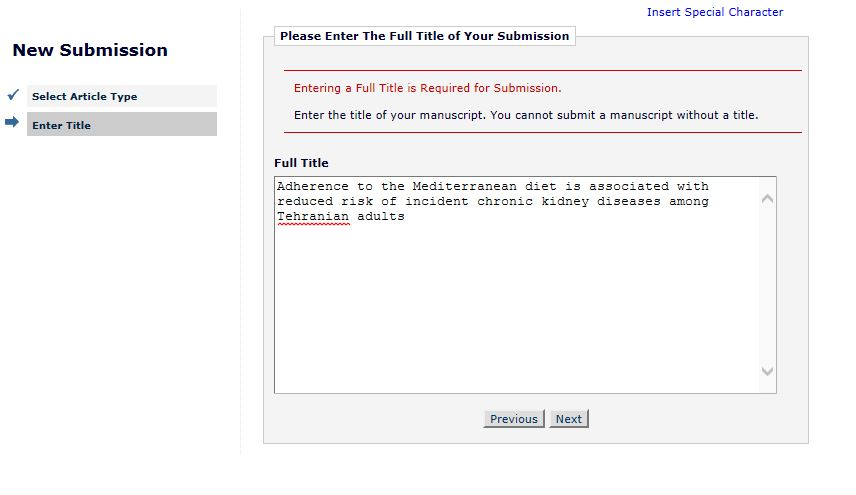 Insert Special Character
New Submission
Select Article Type
Enter Title
Please Enter The Full Title of Your Submission
Entering a Full Title is Required for Submission.
Enter the title of your manuscript. You cannot submit a manuscript without a title.
Full Title
Adherence to the Mediterranean diet is associated with
reduced risk of incident chronic kidney diseases among
Tehranian adults
Previous Next